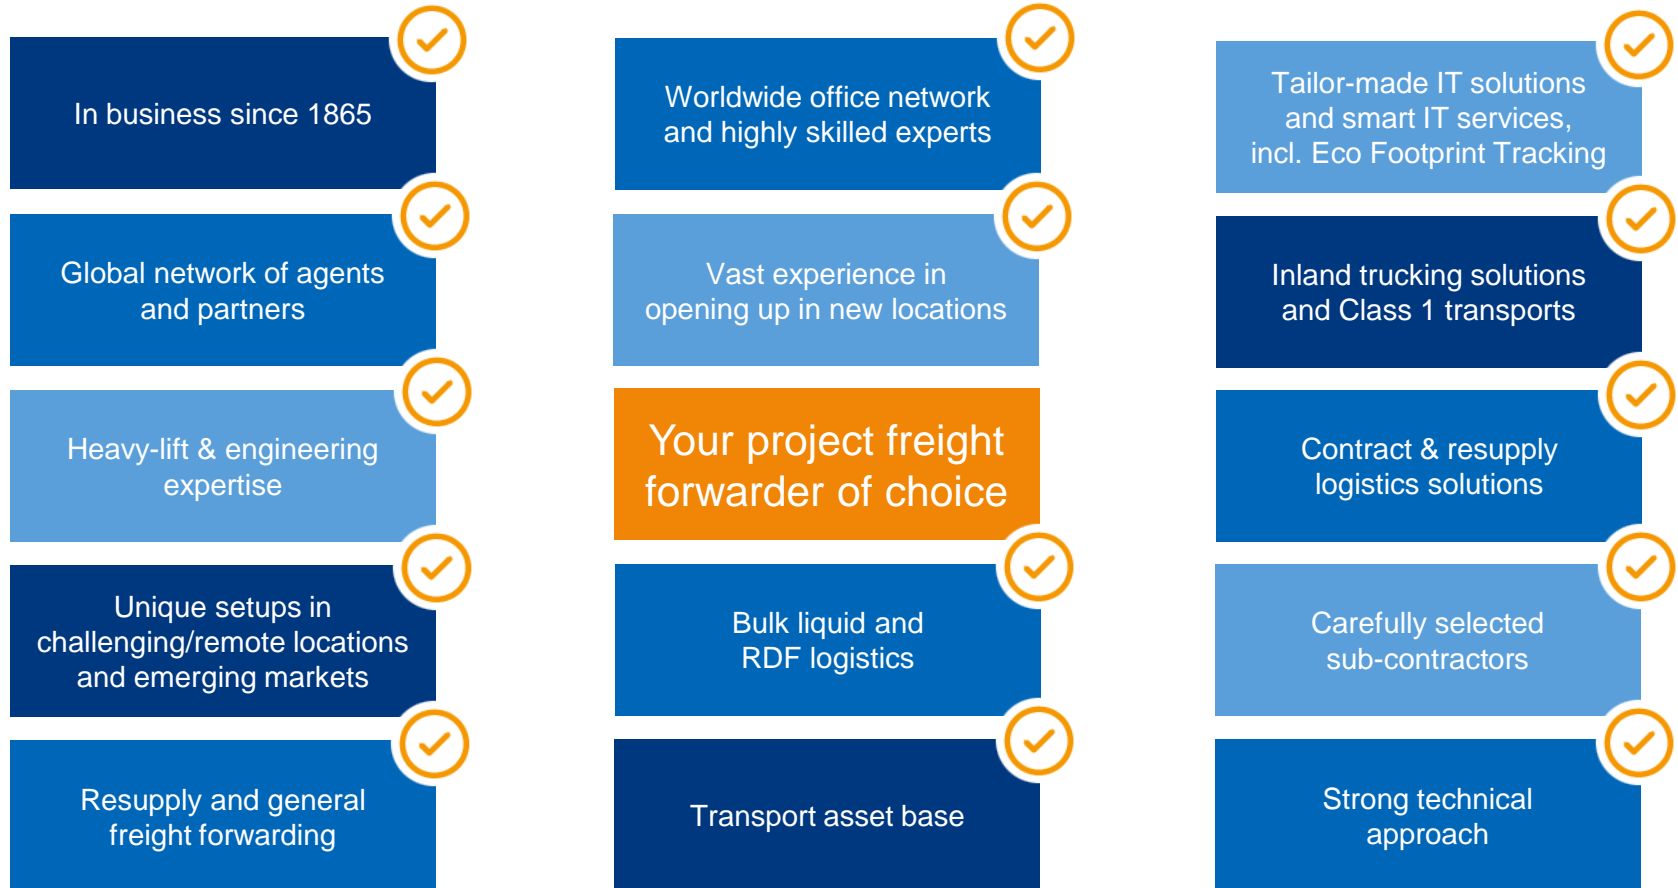 In business since 1865
Global network of agents
and partners
Heavy-lift & engineering
expertise
Unique setups in
challenging/remote locations
and emerging markets
Resupply and general
freight forwarding
Worldwide office network
and highly skilled experts
Vast experience in
opening up in new locations
Your project freight
forwarder of choice
Bulk liquid and
RDF logistics
Transport asset base
Tailor-made IT solutions
and smart IT services,
incl. Eco Footprint Tracking
Inland trucking solutions
and Class 1 transports
Contract & resupply
logistics solutions
Carefully selected
sub-contractors
Strong technical
approach